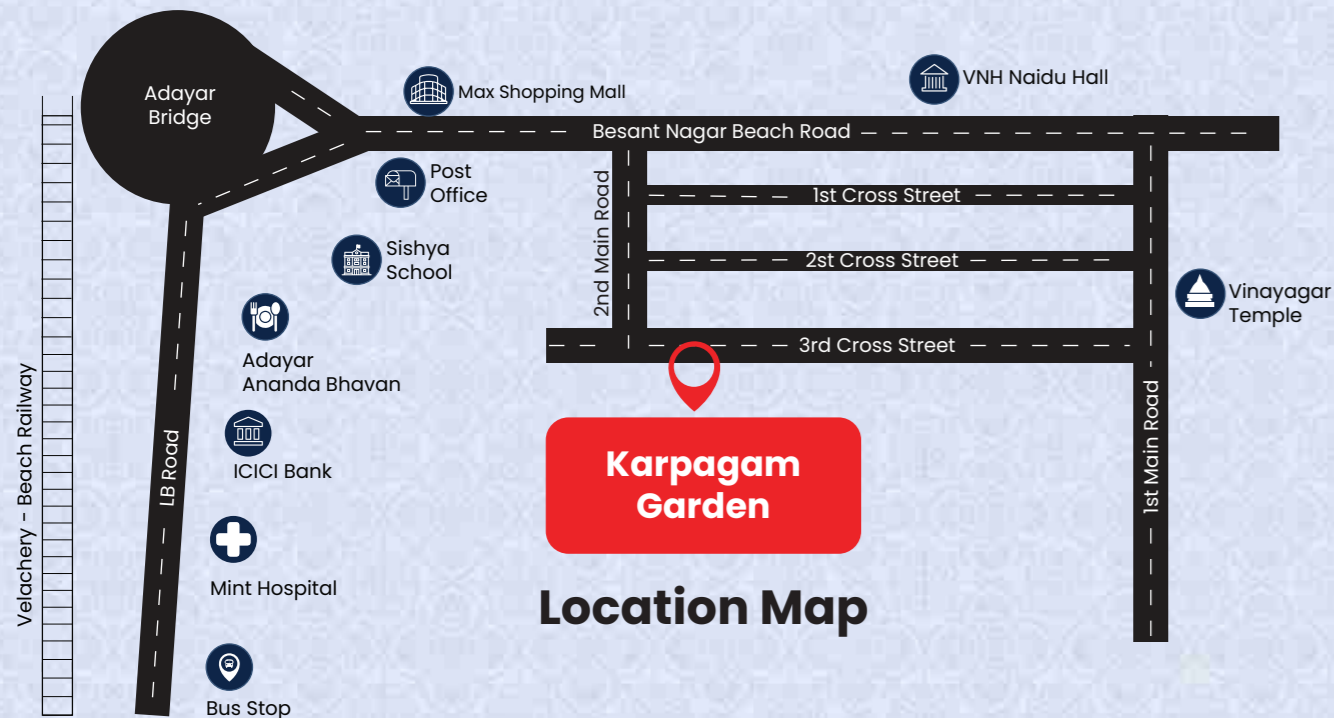 Adayar
Bridge
Max Shopping Mall
VNH Naidu Hall
Besant Nagar Beach Road
Post
Office
1st Cross Street
2nd Main Road
Sishya
School
2st Cross Street
Vinayagar
Temple
3rd Cross Street
Adayar
Ananda Bhavan
Velachery - Beach Railway
LB Road
ICICI Bank
Karpagam
Garden
1st Main Road
Mint Hospital
Location Map
Bus Stop